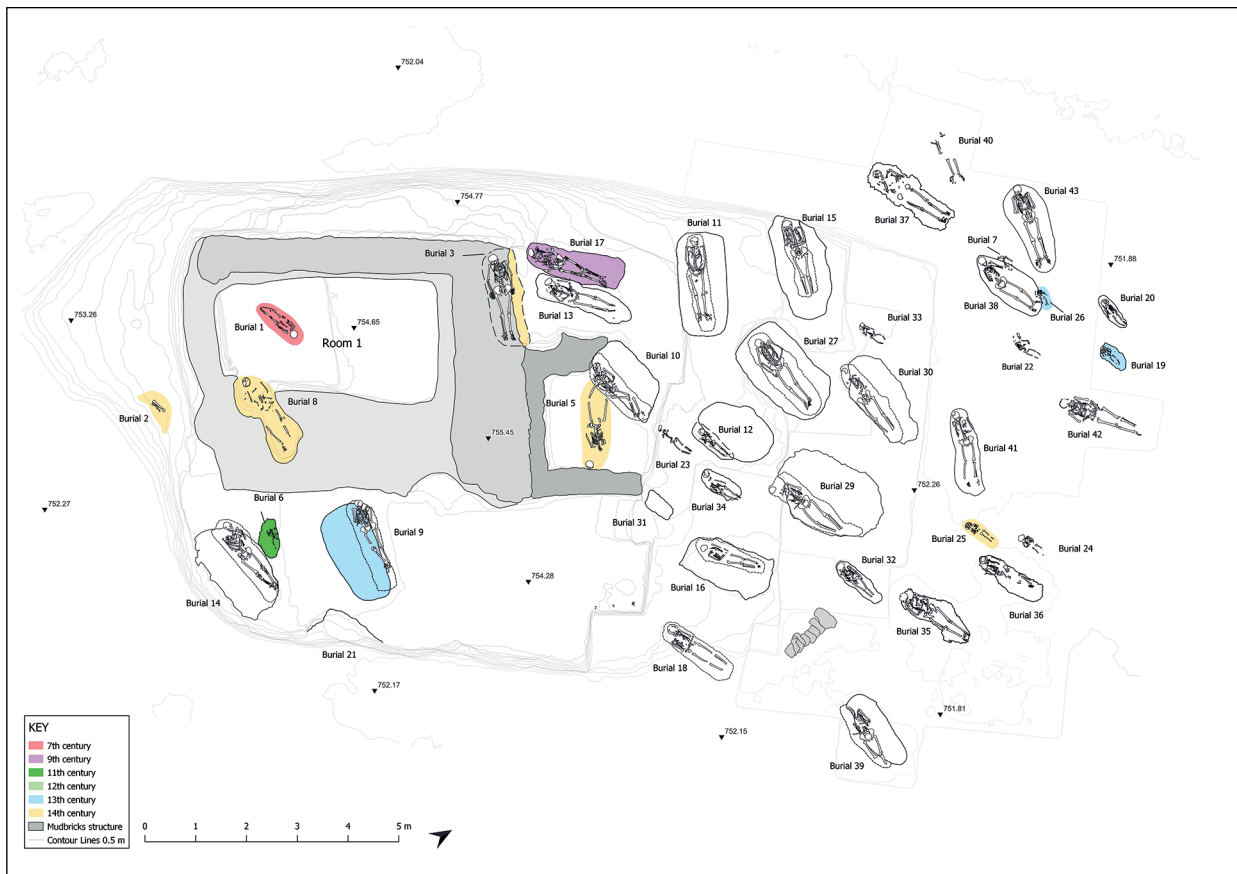 752.04
Burial 40
754.77
Burial 43
Burial 11
Burial 15
Burial 37
Burial 3
Burial 17
Burial 7
751.88
Burial 38
Burial 20
753.26
Burial 1
754.65
Room 1
Burial 13
Burial 33
Burial 26
Burial 27
Burial 10
Burial 22
Burial 19
Burial 30
Burial 8
Burial 5
Burial 2
755.45
Burial 12
Burial 42
Burial 41
Burial 23
Burial 29
752.26
Burial 6
752.27
Burial 34
Burial 31
Burial 9
Burial 25
Burial 24
Burial 32
754.28
Burial 16
Burial 14
Burial 36
Burial 35
Burial 21
Burial 18
752.17
751.81
752.15
Burial 39
KEY
7th century
9th century
11th century
12th century
13th century
14th century
Mudbricks structure
Contour Lines 0.5 m
0 1 2 3 4 5 m